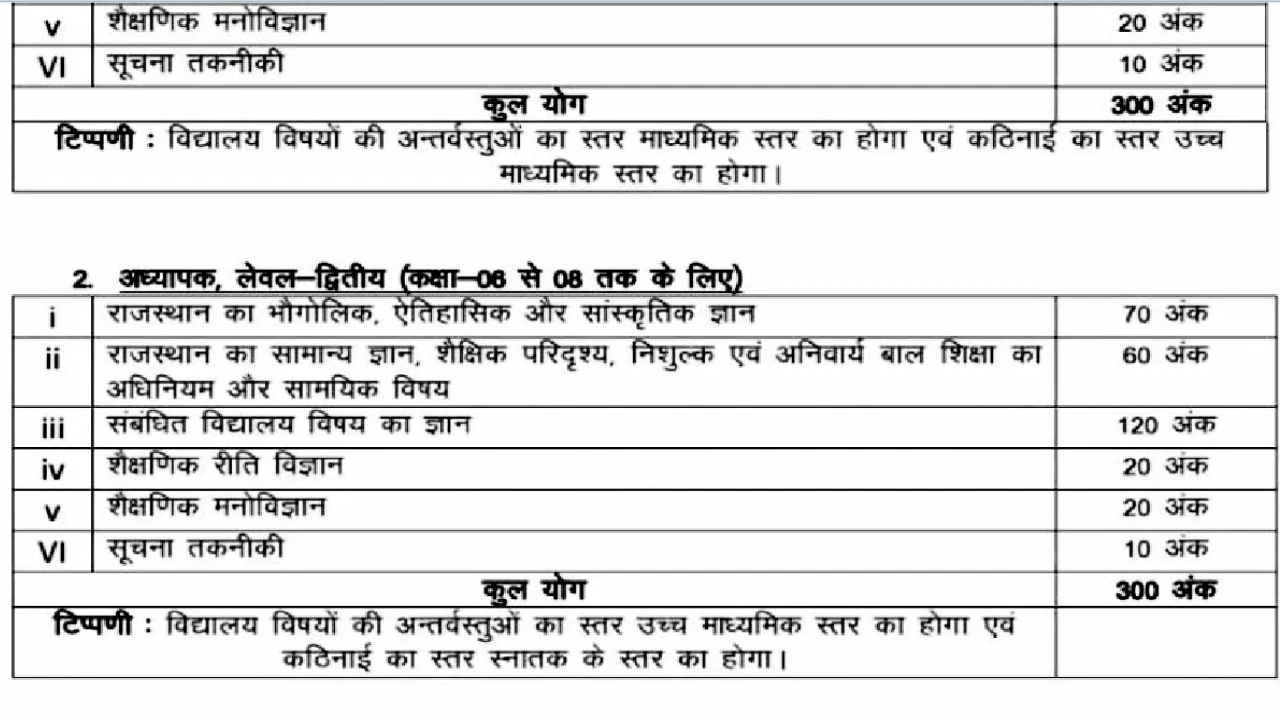 v शैक्षणिक मनोविज्ञान 20 अंक
VI सूचना तकनीकी 10 अंक
कुल योग 300 अंक
टिप्पणी : विद्यालय विषयों की अन्तर्वस्तुओं का स्तर माध्यमिक स्तर का होगा एवं कठिनाई का स्तर उच्च
माध्यमिक स्तर का होगा।
2. अध्यापक, लेवल–द्वितीय (कक्षा–06 से 08 तक के लिए)
i राजस्थान का भौगोलिक, ऐतिहासिक और सांस्कृतिक ज्ञान 70 अंक
ii राजस्थान का सामान्य ज्ञान, शैक्षिक परिदृश्य, निशुल्क एवं अनिवार्य बाल शिक्षा का 60 अंक
अधिनियम और सामयिक विषय
iii संबंधित विद्यालय विषय का ज्ञान 120 अंक
iv शैक्षणिक रीति विज्ञान 20 अंक
v शैक्षणिक मनोविज्ञान 20 अंक
VI सूचना तकनीकी 10 अंक
कुल योग 300 अंक
टिप्पणी : विद्यालय विषयों की अन्तर्वस्तुओं का स्तर उच्च माध्यमिक स्तर का होगा एवं
कठिनाई का स्तर स्नातक के स्तर का होगा।